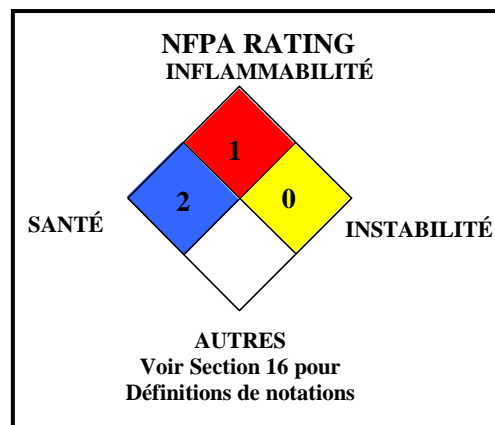 NFPA RATING
INFLAMMABILITÉ
1
2
0
SANTÉ
INSTABILITÉ
AUTRES
Voir Section 16 pour
Définitions de notations